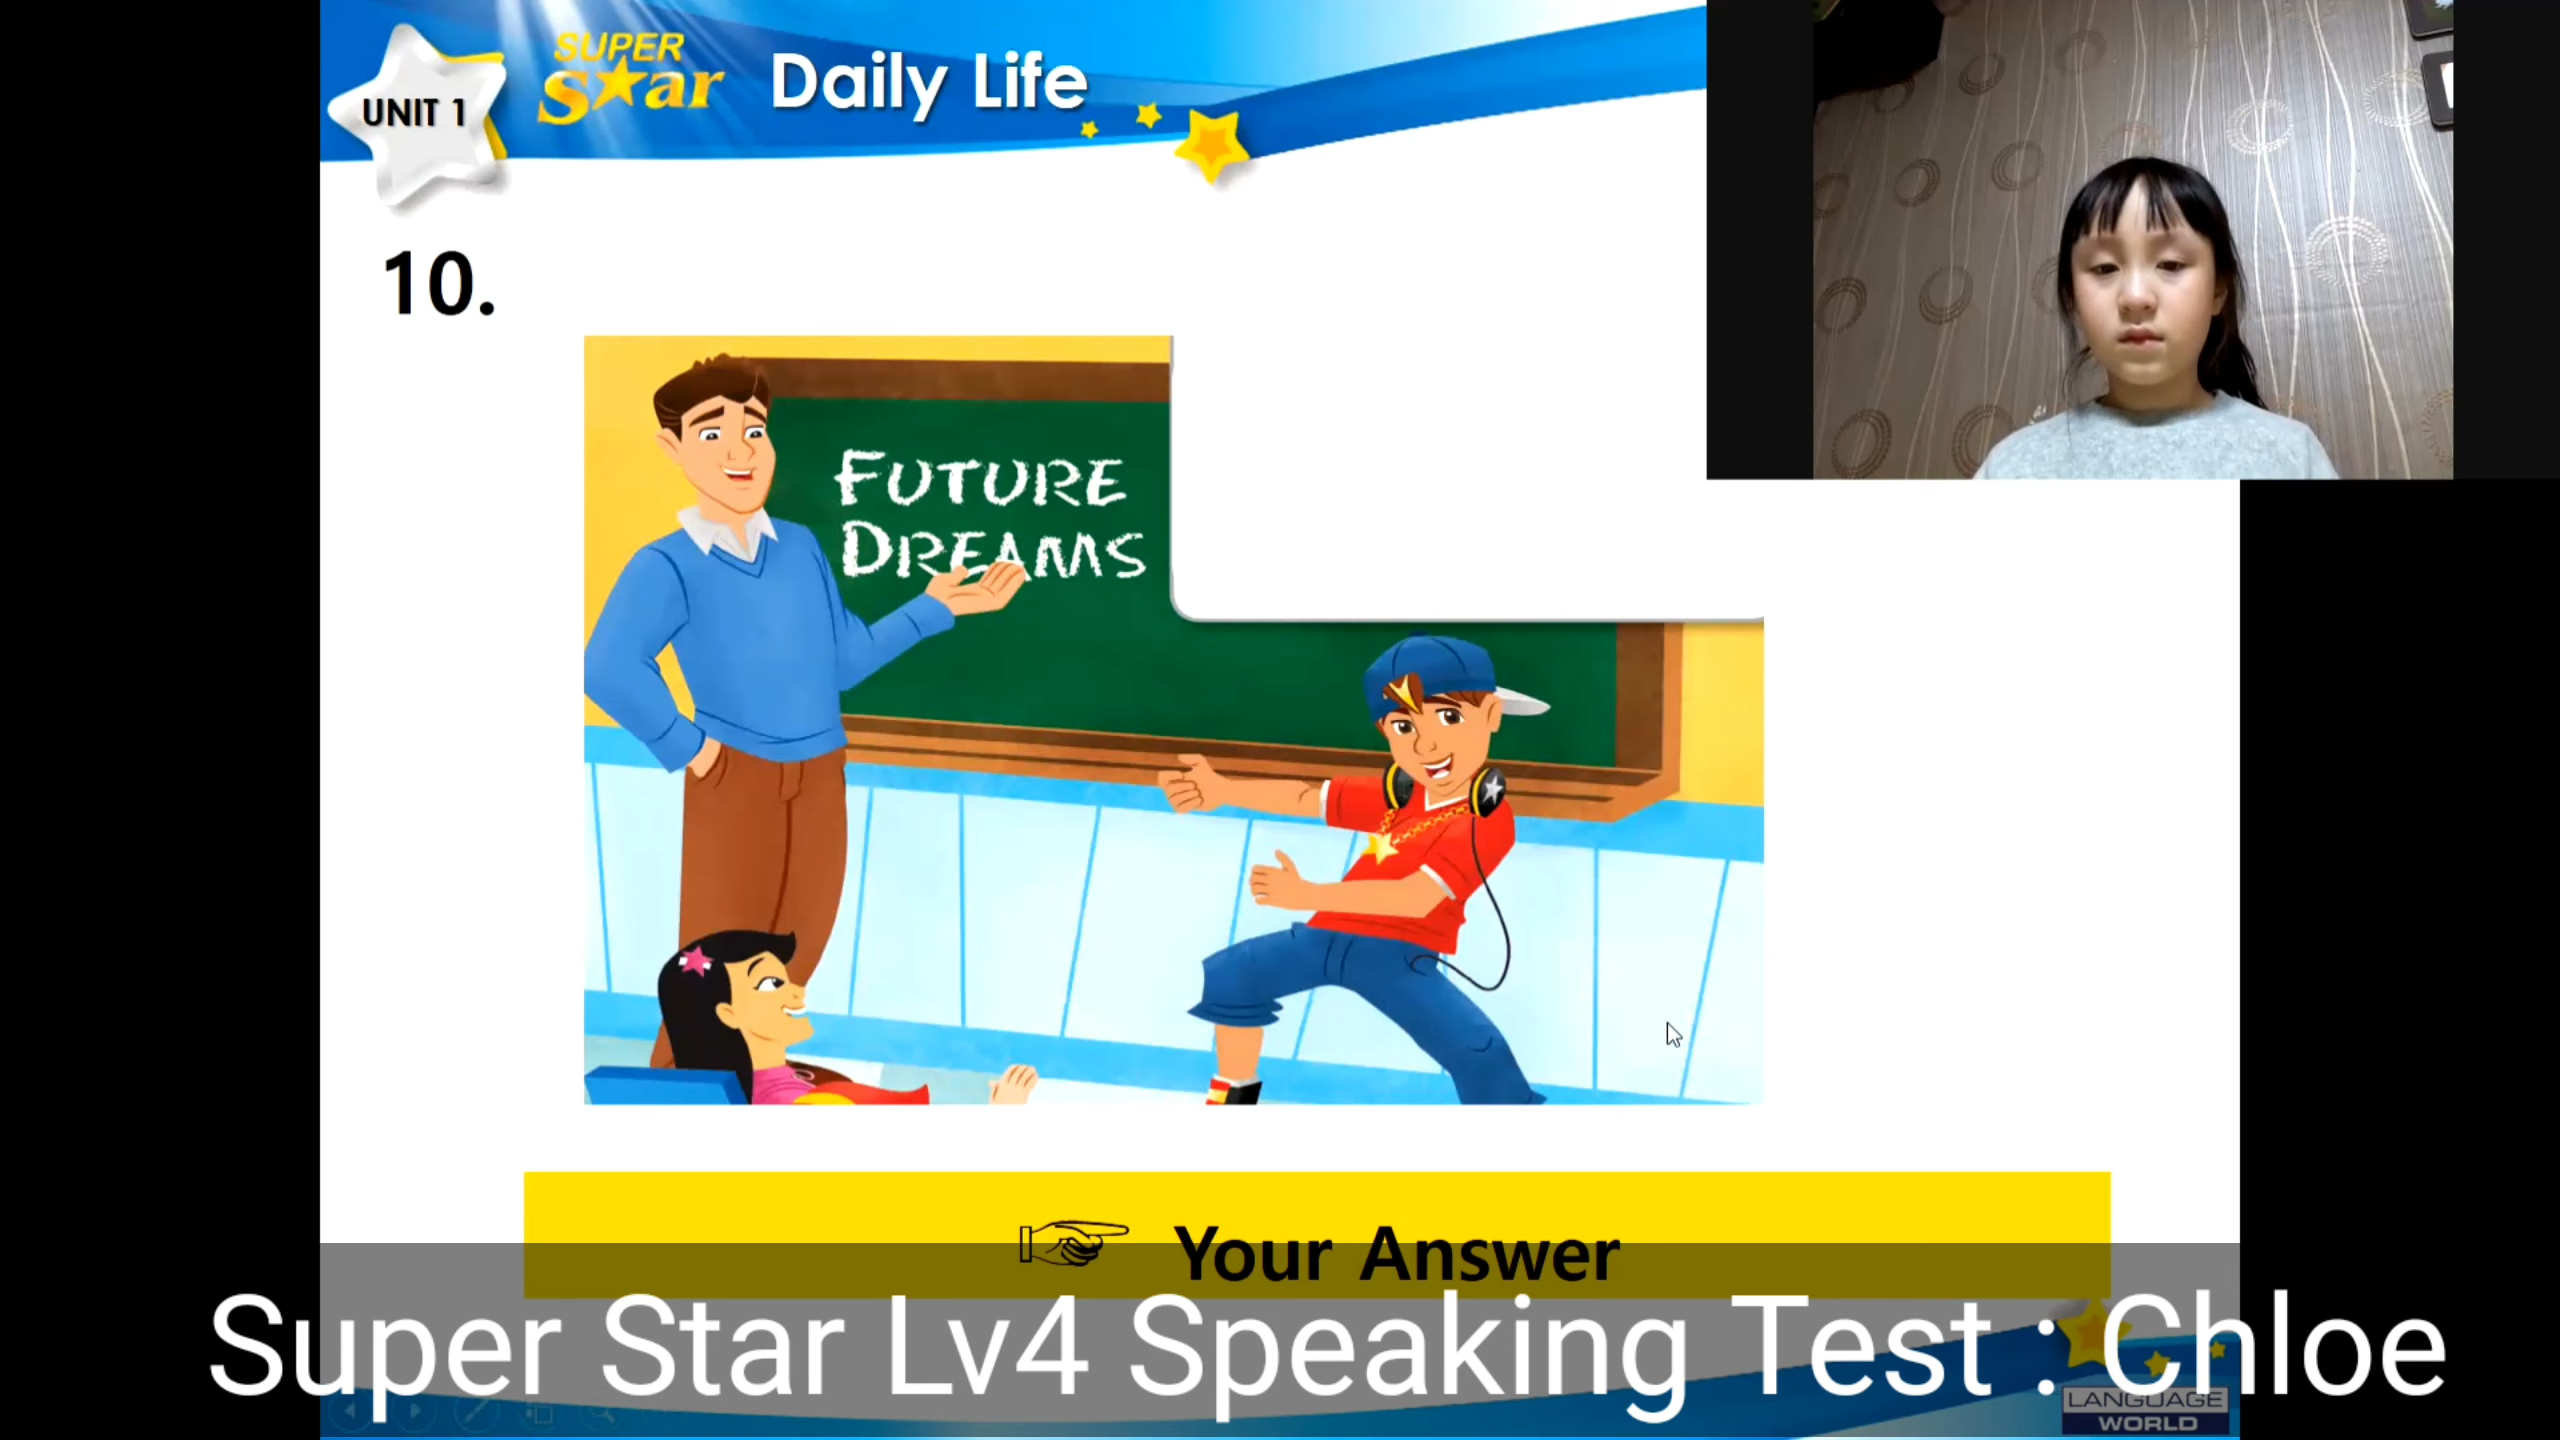 UNIT 1
SUPER
Star
Daily Life
10.
FUTURE
DREAMS
☞ Your Answer
Super Star Lv4 Speaking Test : Chloe
LANGUAGE
WORLD